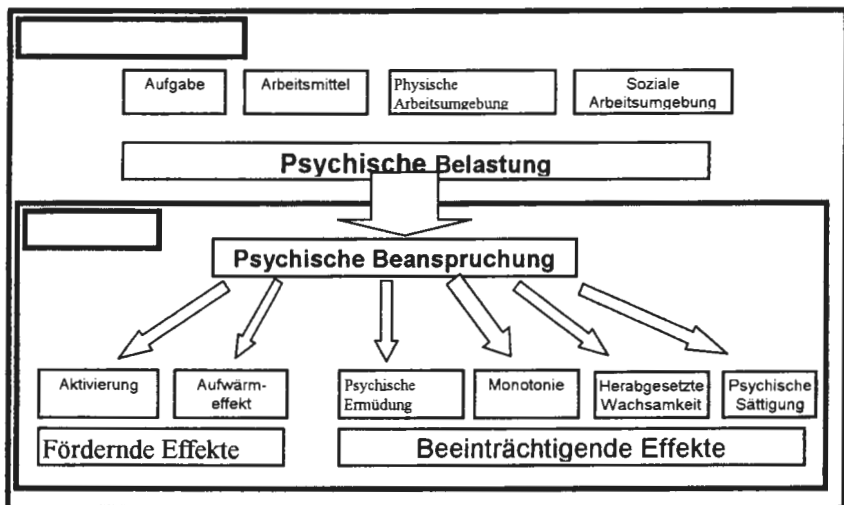 Aufgabe
Arbeitsmittel
Physische
Arbeitsumgebung
Soziale
Arbeitsumgebung
Psychische Belastung
Psychische Beanspruchung
Aktivierung
Aufwärm-
effekt
Psychische
Ermüdung
Monotonie
Herabgesetzte
Wachsamkeit
Psychische
Sättigung
Fördernde Effekte
Beeinträchtigende Effekte